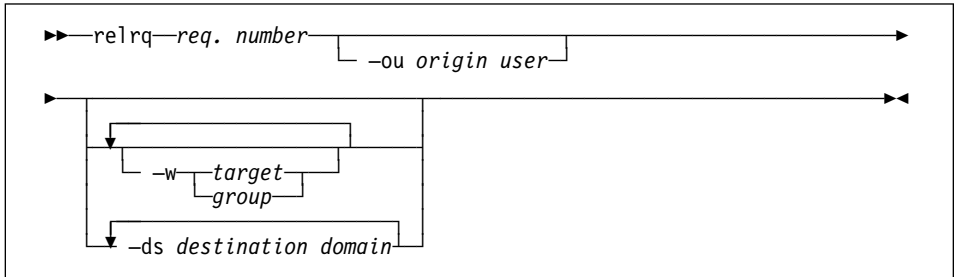 relrq req. number
–ou origin user
–w target
group
–ds destination domain